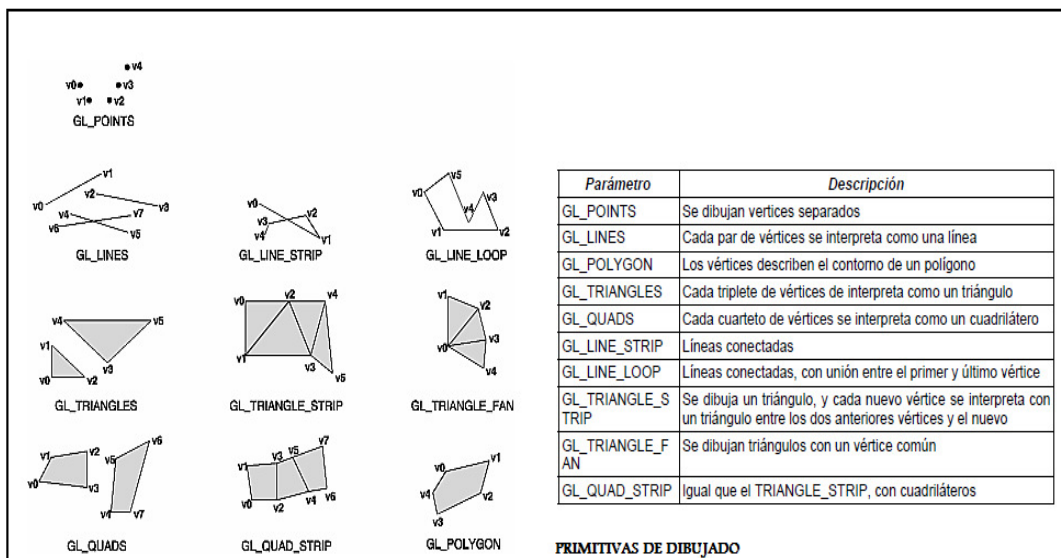 v4
v0 v3
v1 v2
GL_POINTS
v1
v2
v0 v3
v4 v7
v6 v5
GL_LINES
v0
v2
v3
v4
v1
GL_LINE_STRIP
v5
v0
v3
v4
v1 v2
GL_LINE_LOOP
v4 v5
v1
v3
v0 v2
GL_TRIANGLES
v0 v2 v4
v1 v3
v5
GL_TRIANGLE_STRIP
v1
v2
v0 v3
v4
GL_TRIANGLE_FAN
v6
v1 v2 v5
v0 v3
v4 v7
GL_QUADS
v7
v1 v3 v5
v0 v2 v4 v6
GL_QUAD_STRIP
v0 v1
v4 v2
v3
GL_POLYGON
Parámetro Descripción
GL_POINTS Se dibujan vertices separados
GL_LINES Cada par de vértices se interpreta como una línea
GL_POLYGON Los vértices describen el contorno de un polígono
GL_TRIANGLES Cada triplete de vértices de interpreta como un triángulo
GL_QUADS Cada cuarteto de vértices se interpreta como un cuadrilátero
GL_LINE_STRIP Líneas conectadas
GL_LINE_LOOP Líneas conectadas, con unión entre el primer y último vértice
GL_TRIANGLE_S Se dibuja un triángulo, y cada nuevo vértice se interpreta con
TRIP un triángulo entre los dos anteriores vértices y el nuevo
GL_TRIANGLE_F Se dibujan triángulos con un vértice común
AN
GL_QUAD_STRIP Igual que el TRIANGLE_STRIP, con cuadriláteros
PRIMITIVAS DE DIBUJADO